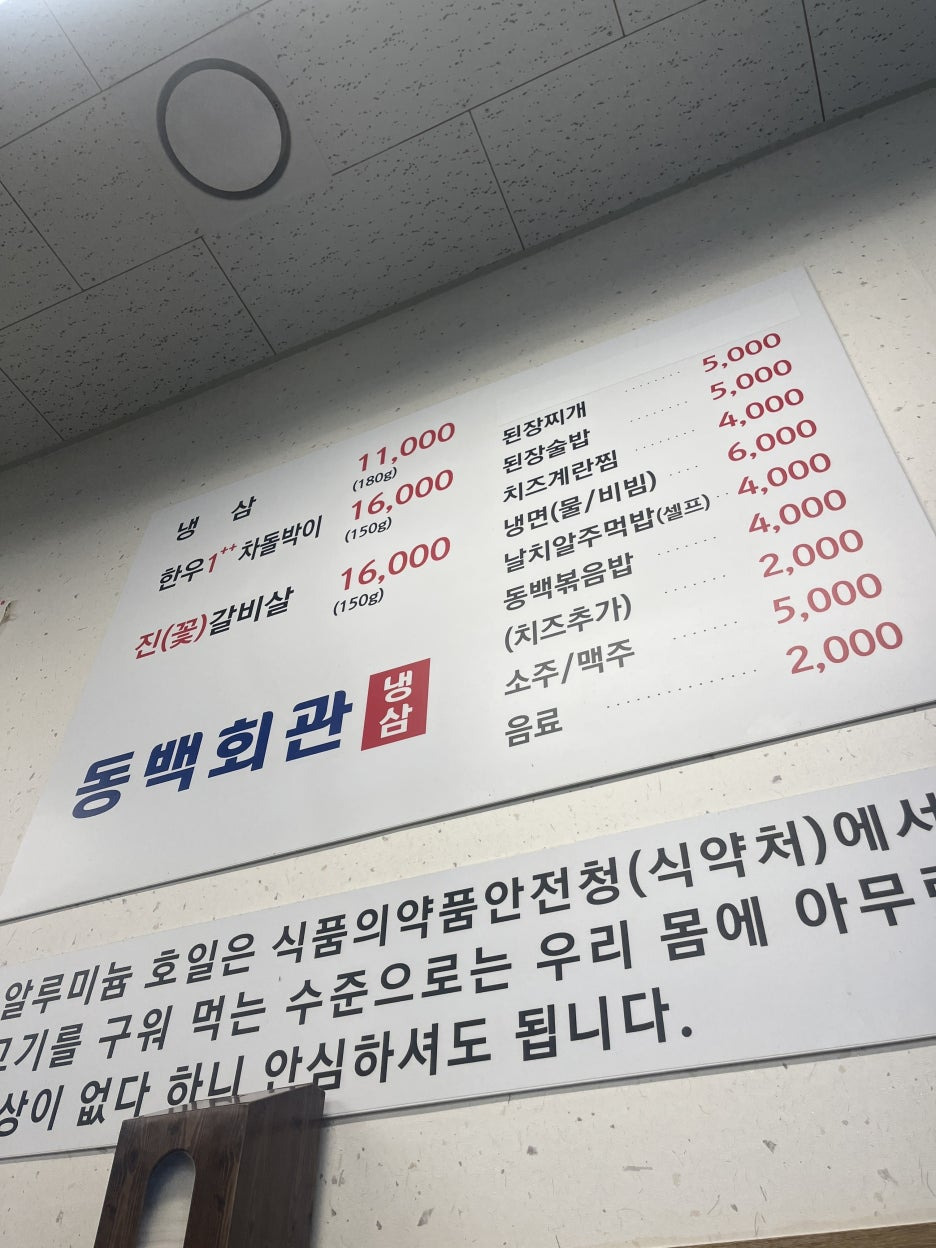 냉 삼 11,000
(180g)
한우1++차돌박이 16,000
(150g)
진(꽃)갈비살 16,000
(150g)
동백회관 냉삼
된장찌개 5,000
된장술밥 5,000
치즈계란찜 4,000
냉면(물/비빔) 6,000
날치알주먹밥(셀프) 4,000
동백볶음밥 4,000
(치즈추가) 2,000
소주/맥주 5,000
음료 2,000
알루미늄 호일은 식품의약품안전청(식약처)에서
고기를 구워 먹는 수준으로는 우리 몸에 아무
상이 없다 하니 안심하셔도 됩니다.